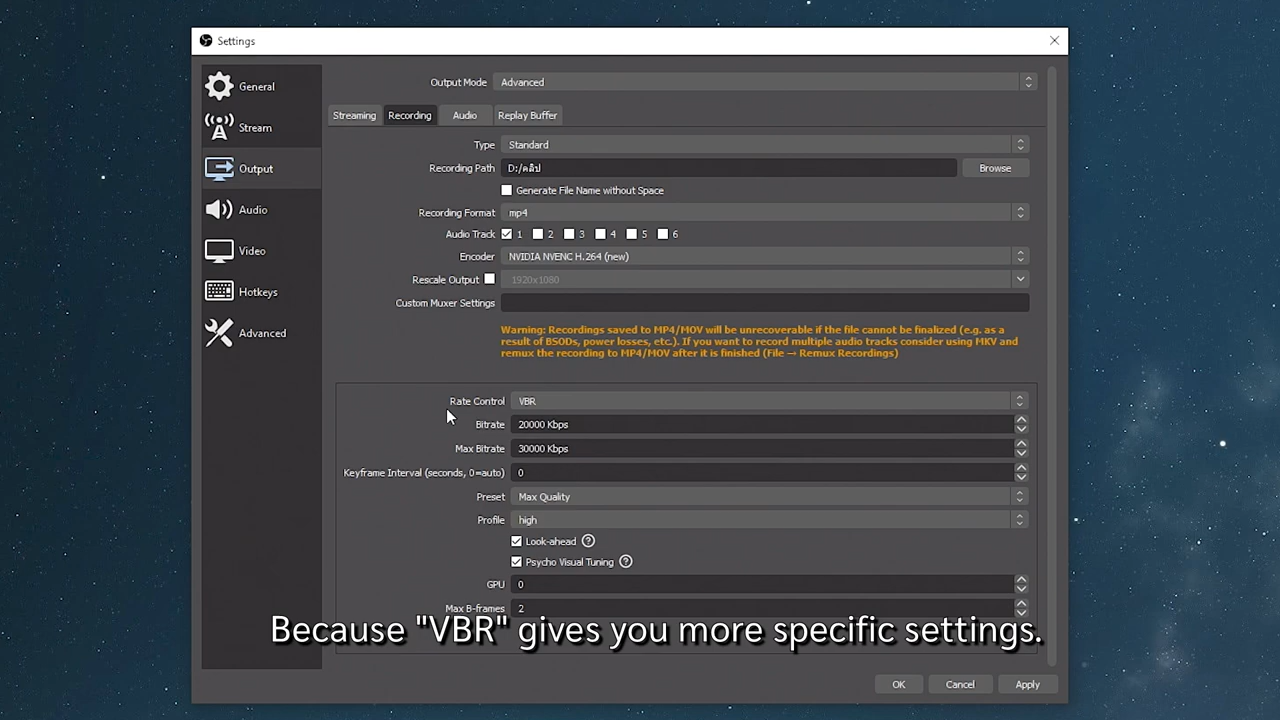 Settings
General
Stream
Output
Audio
Video
Hotkeys
Advanced
Output Mode Advanced
Streaming Recording Audio Replay Buffer
Type Standard
Recording Path D:/คลิป Browse
Generate File Name without Space
Recording Format mp4
Audio Track 1 2 3 4 5 6
Encoder NVIDIA NVENC H.264 (new)
Rescale Output 1920x1080
Custom Muxer Settings
Warning: Recordings saved to MP4/MOV will be unrecoverable if the file cannot be finalized (e.g. as a
result of BSODs, power losses, etc.). If you want to record multiple audio tracks consider using MKV and
remux the recording to MP4/MOV after it is finished (File → Remux Recordings)
Rate Control VBR
Bitrate 20000 Kbps
Max Bitrate 30000 Kbps
Keyframe Interval (seconds, 0=auto) 0
Preset Max Quality
Profile high
Look-ahead ?
Psycho Visual Tuning ?
GPU 0
Max B-frames 2
Because "VBR" gives you more specific settings.
OK Cancel Apply